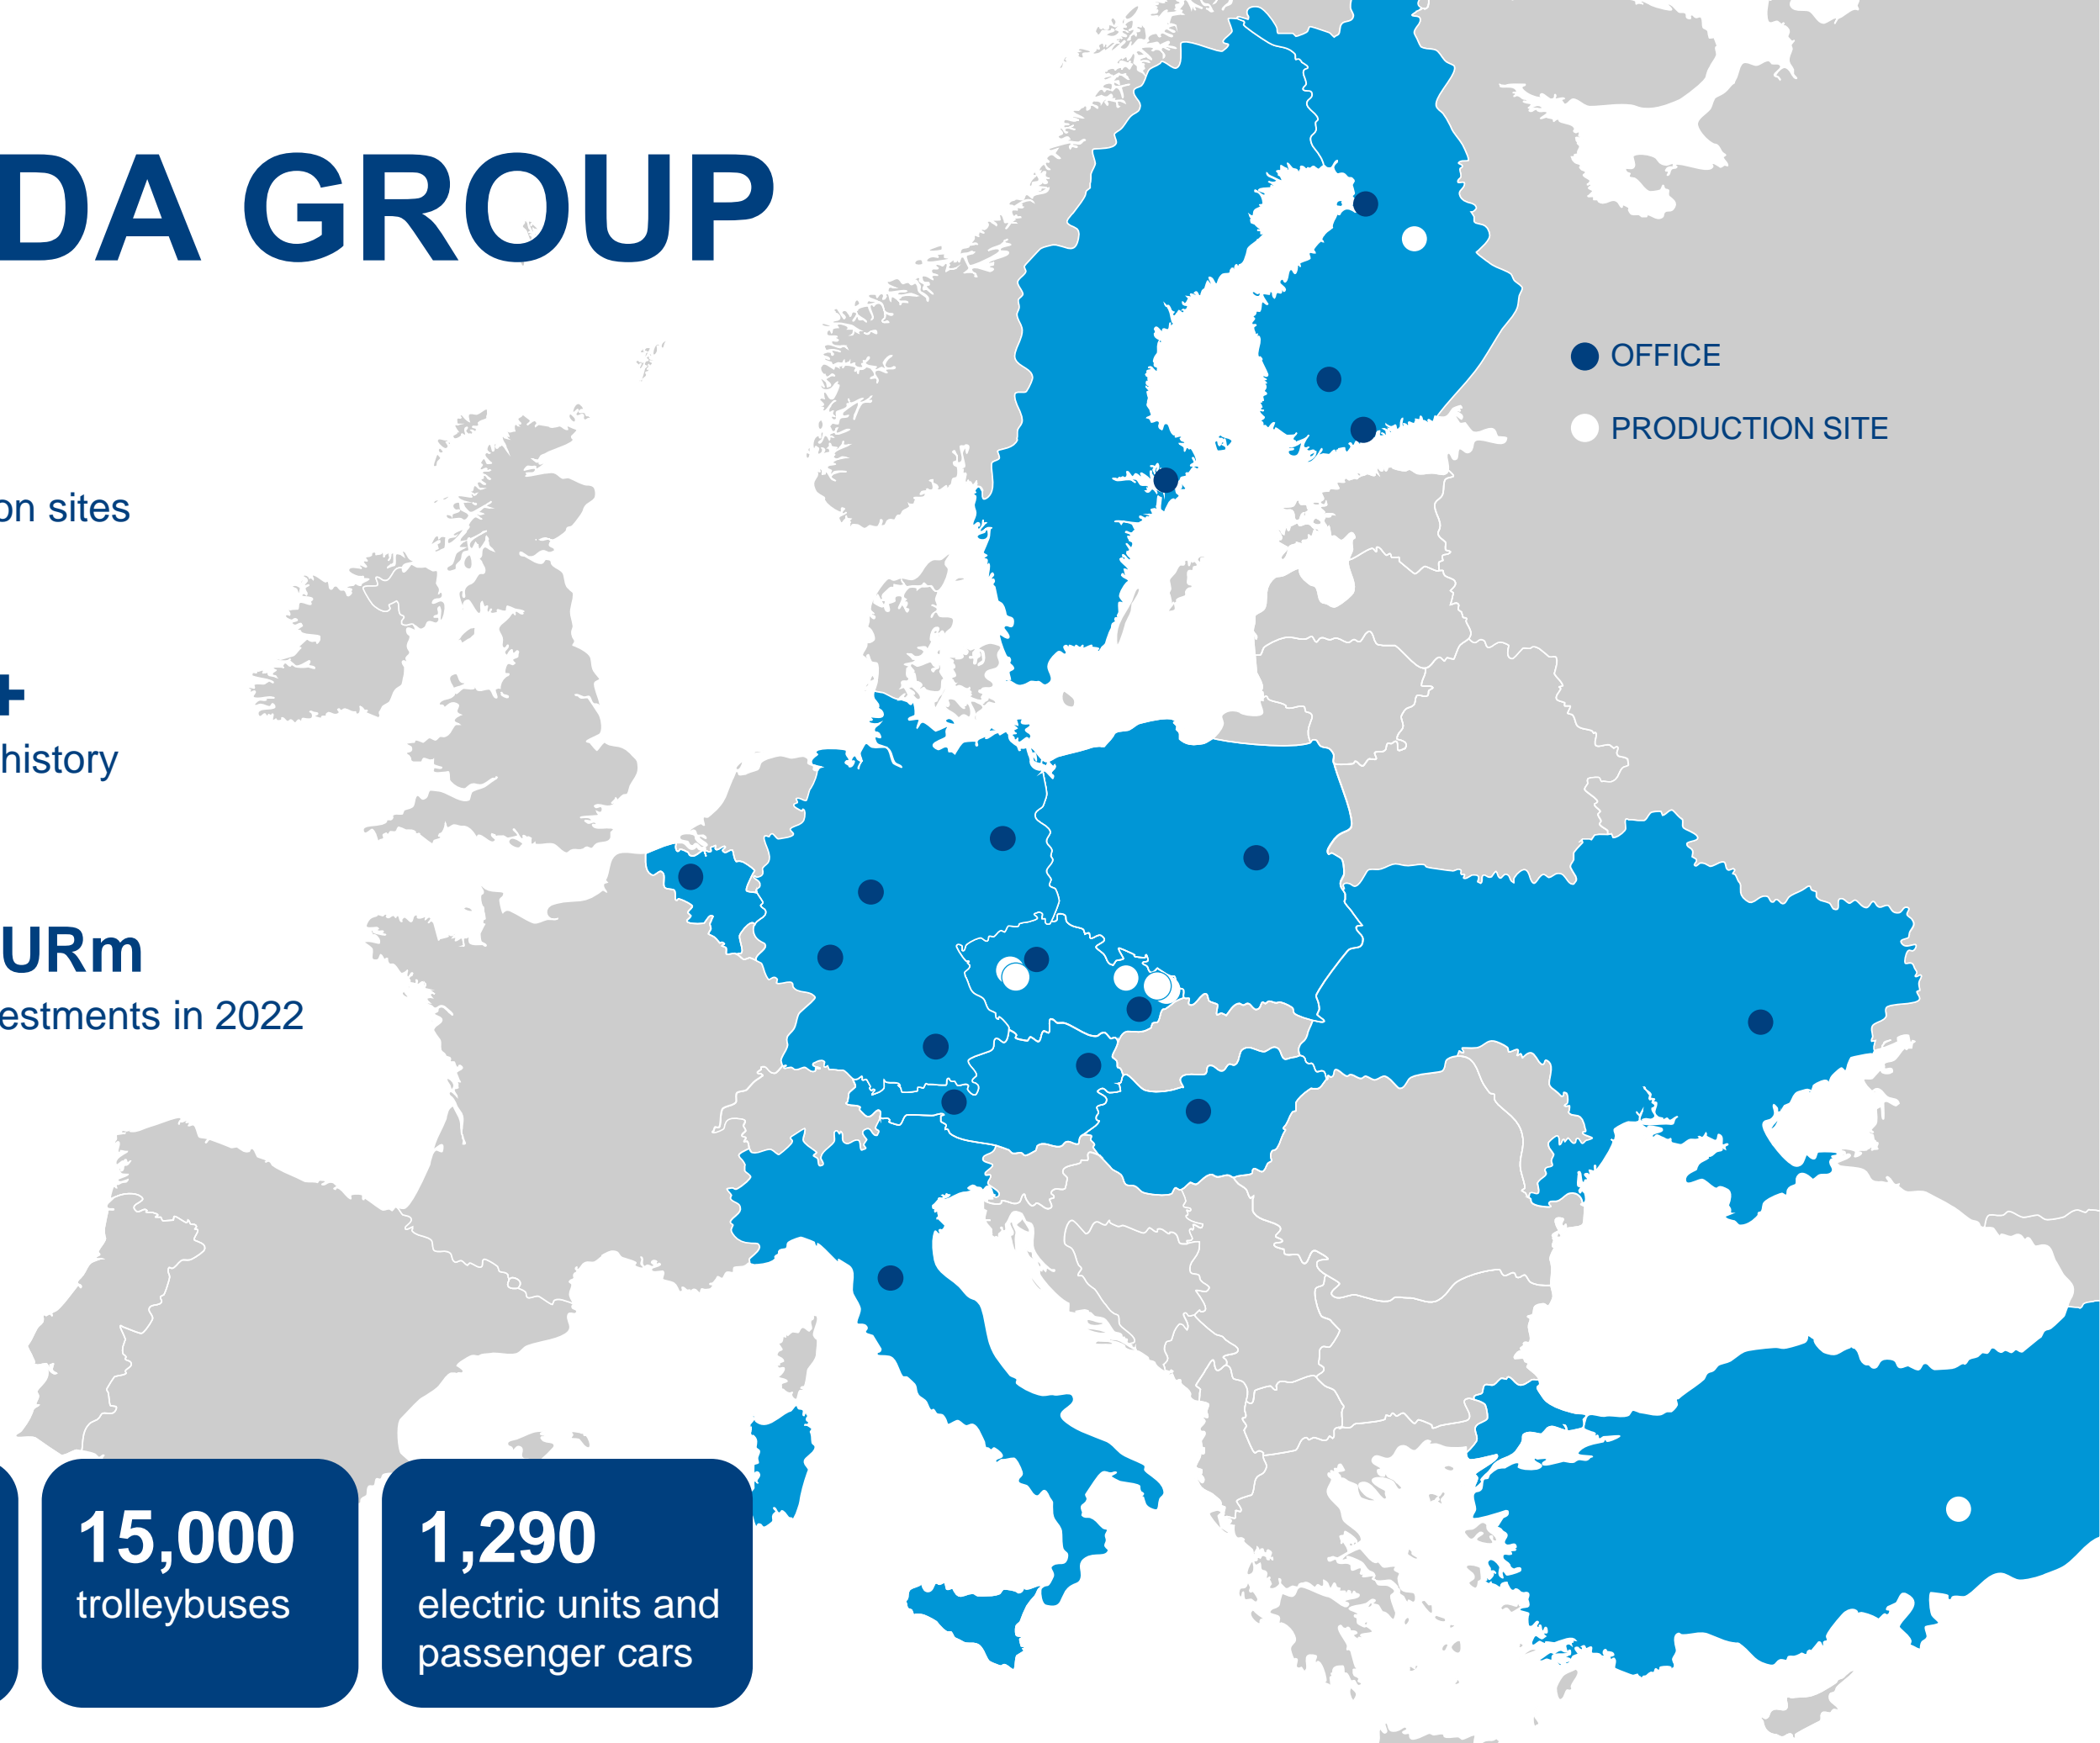 DA GROUP
OFFICE
PRODUCTION SITE
on sites
+
history
URm
estments in 2022
15,000
trolleybuses
1,290
electric units and
passenger cars